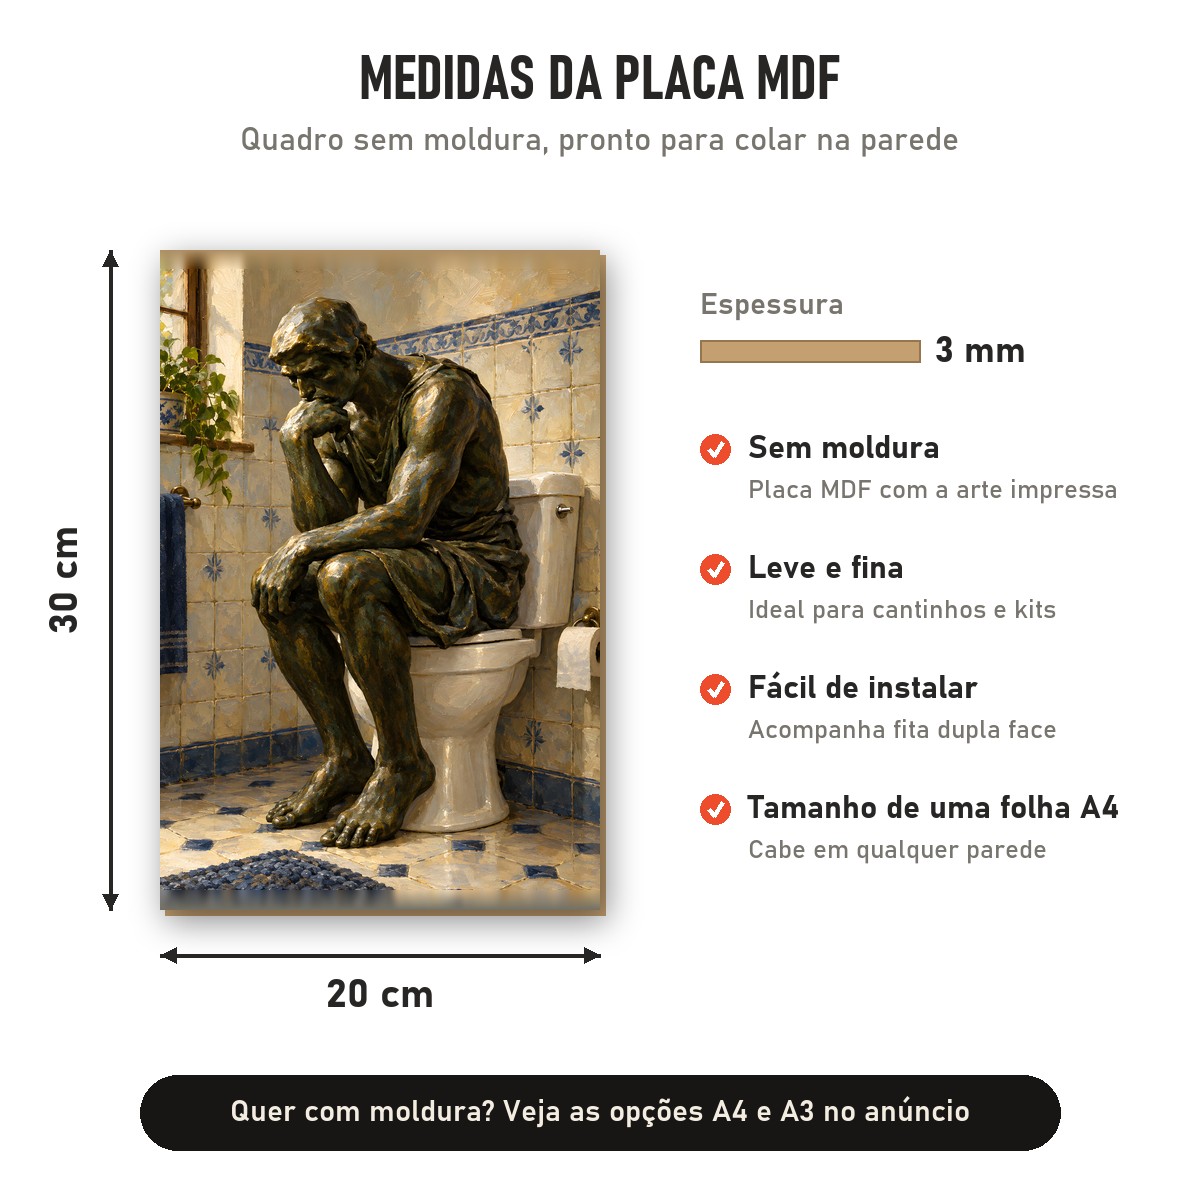 MEDIDAS DA PLACA MDF
Quadro sem moldura, pronto para colar na parede
30 cm
20 cm
Espessura
3 mm
Sem moldura
Placa MDF com a arte impressa
Leve e fina
Ideal para cantinhos e kits
Fácil de instalar
Acompanha fita dupla face
Tamanho de uma folha A4
Cabe em qualquer parede
Quer com moldura? Veja as opções A4 e A3 no anúncio